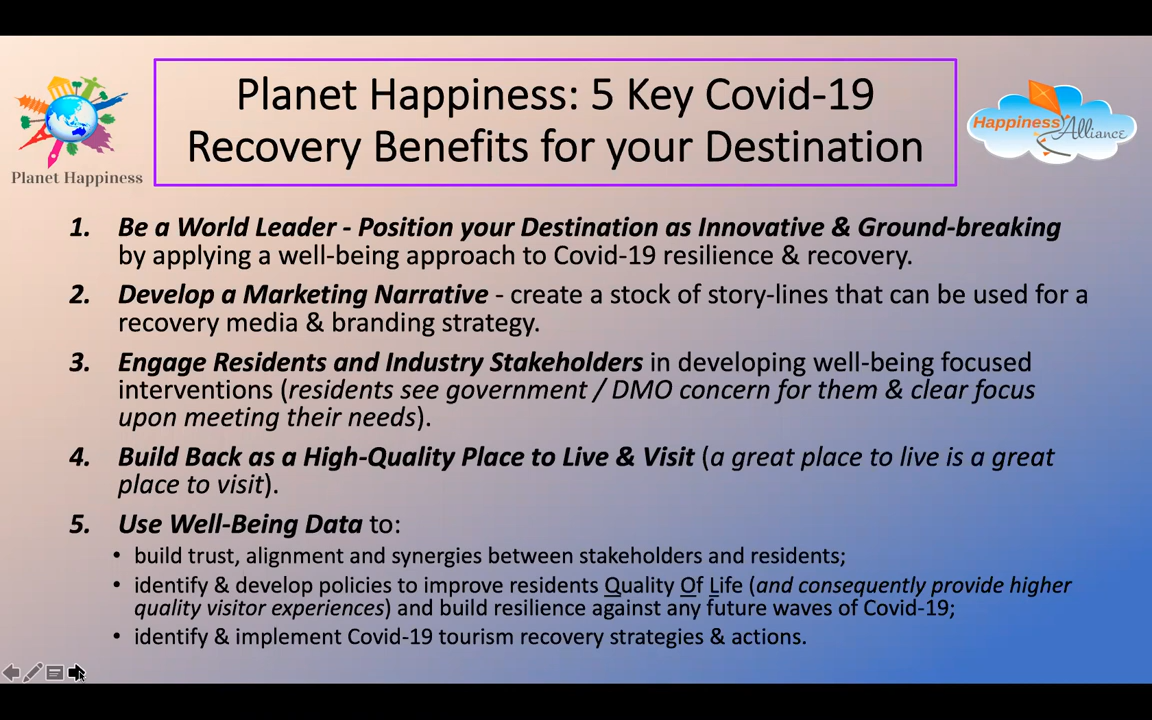 Planet Happiness: 5 Key Covid-19
Recovery Benefits for your Destination
Planet Happiness
HappinessAlliance
1. Be a World Leader - Position your Destination as Innovative & Ground-breaking
by applying a well-being approach to Covid-19 resilience & recovery.
2. Develop a Marketing Narrative - create a stock of story-lines that can be used for a
recovery media & branding strategy.
3. Engage Residents and Industry Stakeholders in developing well-being focused
interventions (residents see government / DMO concern for them & clear focus
upon meeting their needs).
4. Build Back as a High-Quality Place to Live & Visit (a great place to live is a great
place to visit).
5. Use Well-Being Data to:
• build trust, alignment and synergies between stakeholders and residents;
• identify & develop policies to improve residents Quality Of Life (and consequently provide higher
quality visitor experiences) and build resilience against any future waves of Covid-19;
• identify & implement Covid-19 tourism recovery strategies & actions.